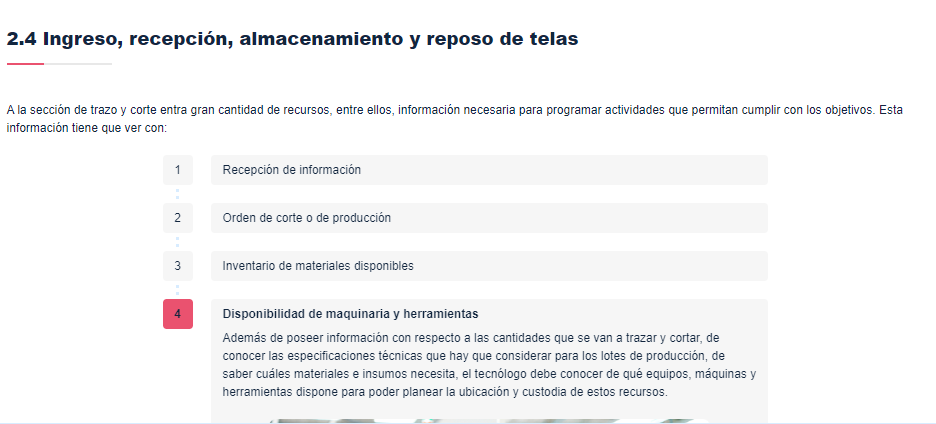 2.4 Ingreso, recepción, almacenamiento y reposo de telas
A la sección de trazo y corte entra gran cantidad de recursos, entre ellos, información necesaria para programar actividades que permitan cumplir con los objetivos. Esta
información tiene que ver con:
1 Recepción de información
2 Orden de corte o de producción
3 Inventario de materiales disponibles
4 Disponibilidad de maquinaria y herramientas
Además de poseer información con respecto a las cantidades que se van a trazar y cortar, de
conocer las especificaciones técnicas que hay que considerar para los lotes de producción, de
saber cuáles materiales e insumos necesita, el tecnólogo debe conocer de qué equipos, máquinas y
herramientas dispone para poder planear la ubicación y custodia de estos recursos.